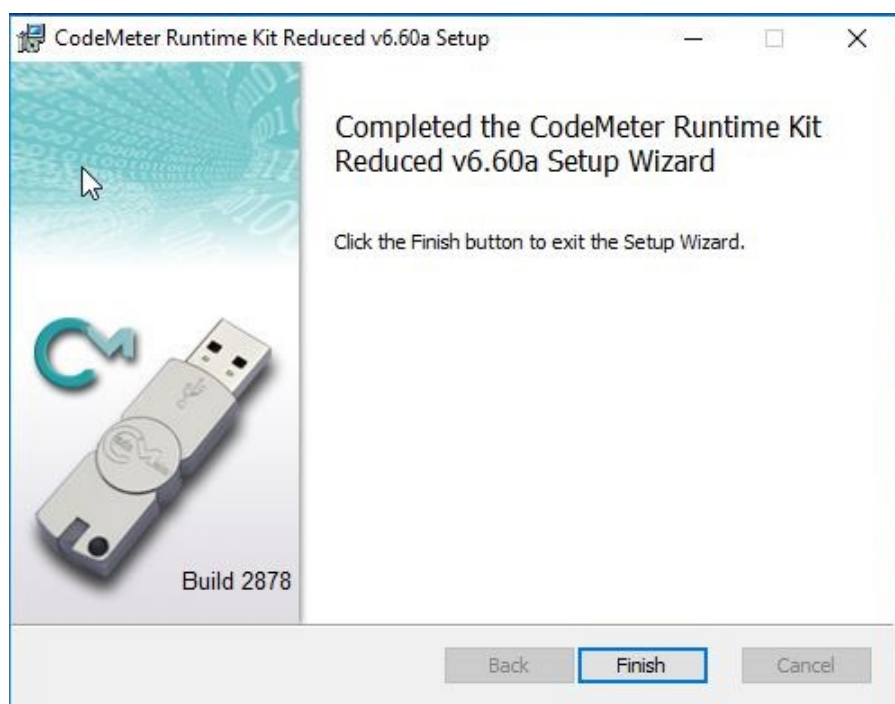 CodeMeter Runtime Kit Reduced v6.60a Setup
Completed the CodeMeter Runtime Kit
Reduced v6.60a Setup Wizard
Click the Finish button to exit the Setup Wizard.
Build 2878
Back
Finish
Cancel